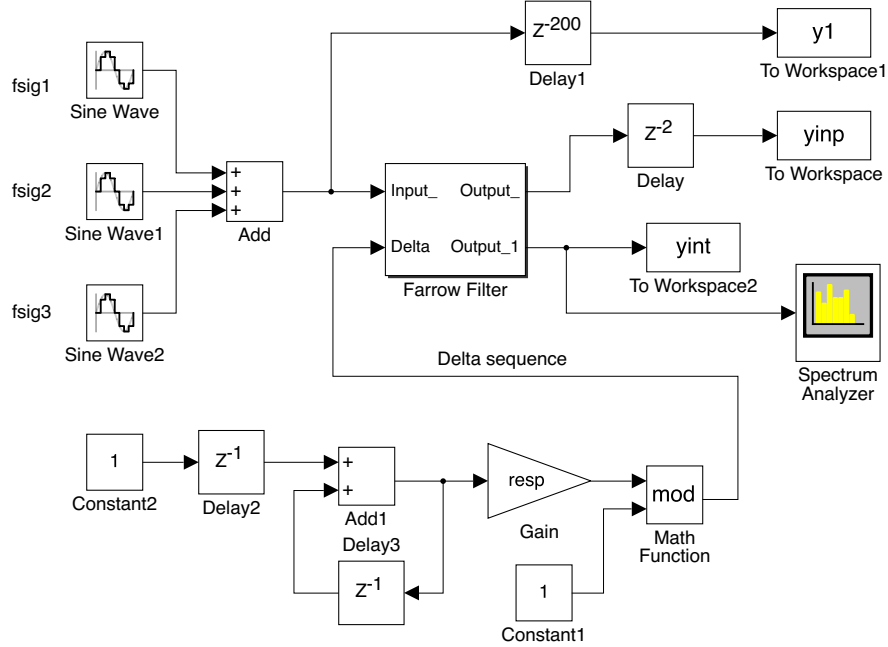 fsig1
Sine Wave
fsig2
Sine Wave1
fsig3
Sine Wave2
+
+
+
Add
Z-200
Delay1
y1
To Workspace1
Z-2
Delay
yinp
To Workspace
Input_ Output_
Delta Output_1
Farrow Filter
yint
To Workspace2
Spectrum
Analyzer
Delta sequence
1
Constant2
Z-1
Delay2
+
+
Add1
Delay3
Z-1
resp
Gain
1
Constant1
mod
Math
Function